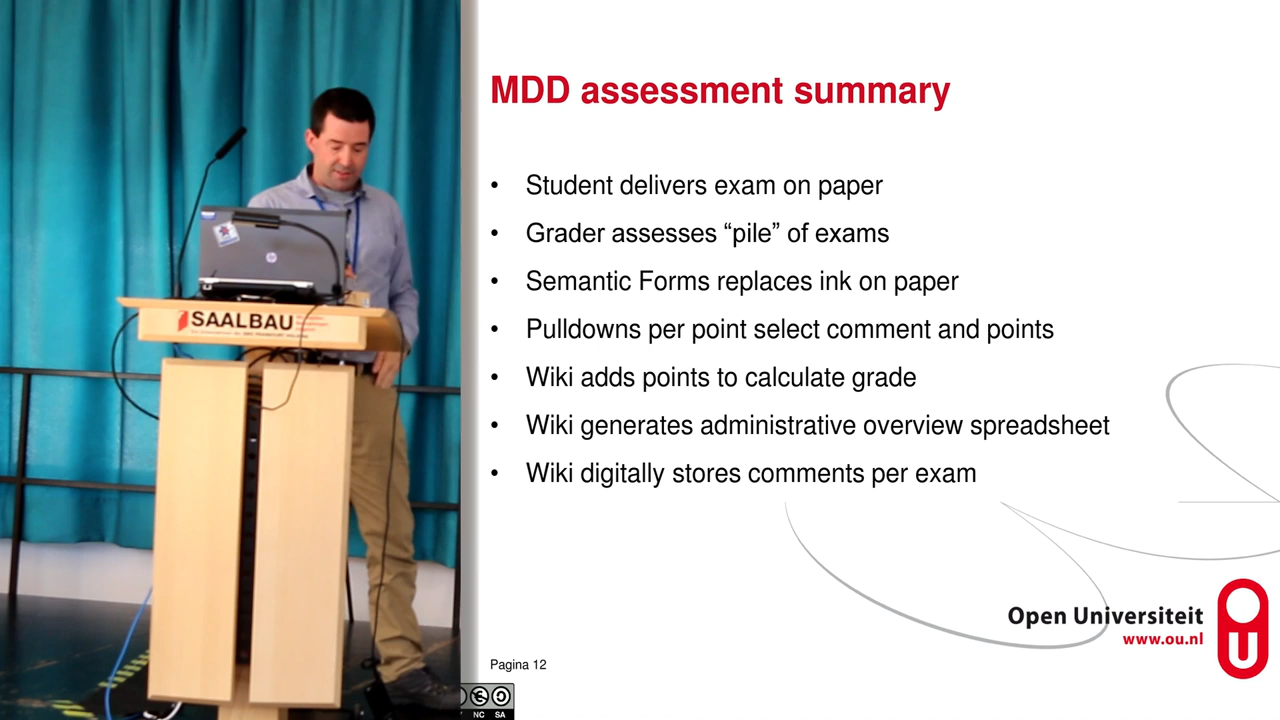 MDD assessment summary
• Student delivers exam on paper
• Grader assesses “pile” of exams
• Semantic Forms replaces ink on paper
• Pulldowns per point select comment and points
• Wiki adds points to calculate grade
• Wiki generates administrative overview spreadsheet
• Wiki digitally stores comments per exam
SAALBAU
hp
Open Universiteit
www.ou.nl
Pagina 12
NC SA